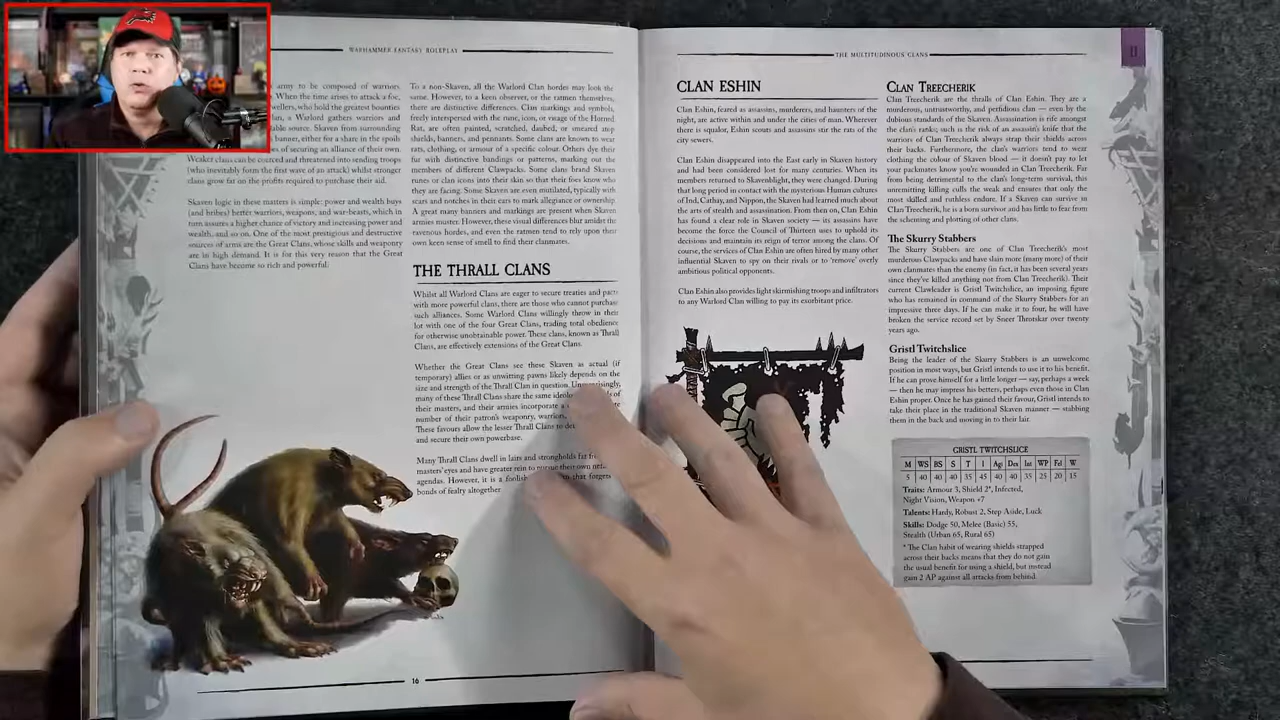 WARHAMMER FANTASY ROLEPLAY
army to be composed of warriors.
When the time arises to attack a foe,
dwellers, who hold the greatest bounties
a Warlord gathers warriors and
source. Skaven from surrounding
banner, either for a share in the spoils
of securing an alliance of their own.
Weaker clans can be coerced and threatened into sending troops
(who inevitably form the first wave of an attack) whilst stronger
clans grow fat on the profits required to purchase their aid.
Skaven logic in these matters is simple: power and wealth buys
(and bribes) better warriors, weapons, and war-beasts, which in
turn assures a higher chance of victory and increasing power and
wealth, and so on. One of the most prestigious and destructive
sources of arms are the Great Clans, whose skills and weaponry
are in high demand. It is for this very reason that the Great
Clans have become so rich and powerful.
To a non-Skaven, all the Warlord Clan hordes may look the
same. However, to a keen observer, or the ratmen themselves,
there are distinctive differences. Clan markings and symbols,
freely interspersed with the rune, icon, or visage of the Horned
Rat, are often painted, scratched, daubed, or smeared atop
shields, banners, and pennants. Some clans are known to wear
rats, clothing, or armour of a specific colour. Others dye their
fur with distinctive bandings or patterns, marking out the
members of different Clawpacks. Some clans brand Skaven
runes or clan icons into their skin so that their foes know who
they are facing. Some Skaven are even mutilated, typically with
scars and notches in their ears to mark allegiance or ownership.
A great many banners and markings are present when Skaven
armies muster. However, these visual differences blur amidst the
ravenous hordes, and even the ratmen tend to rely upon their
own keen sense of smell to find their clanmates.
THE THRALL CLANS
Whilst all Warlord Clans are eager to secure treaties and pacts
with more powerful clans, there are those who cannot purchase
such alliances. Some Warlord Clans willingly throw in their
lot with one of the four Great Clans, trading total obedience
for otherwise unobtainable power. These clans, known as Thrall
Clans, are effectively extensions of the Great Clans.
Whether the Great Clans see these Skaven as actual (if
temporary) allies or as unwitting pawns likely depends on the
size and strength of the Thrall Clan in question. Unsurprisingly,
many of these Thrall Clans share the same
their masters, and their armies incorporate a
number of their patron's weaponry, warriors,
These favours allow the lesser Thrall Clans to
and secure their own powerbase.
Many Thrall Clans dwell in lairs and strongholds far
masters' eyes and have greater rein to pursue their own
agendas. However, it is a foolish that forgets
bonds of fealty altogether.
16
THE MULTITUDINOUS CLANS
II
CLAN ESHIN
Clan Eshin, feared as assassins, murderers, and haunters of the
night, are active within and under the cities of man. Wherever
there is squalor, Eshin scouts and assassins stir the rats of the
city sewers.
Clan Eshin disappeared into the East early in Skaven history
and had been considered lost for many centuries. When its
members returned to Skavenblight, they were changed. During
that long period in contact with the mysterious Human cultures
of Ind, Cathay, and Nippon, the Skaven had learned much about
the arts of stealth and assassination. From then on, Clan Eshin
has found a clear role in Skaven society — its assassins have
become the force the Council of Thirteen uses to uphold its
decisions and maintain its reign of terror among the clans. Of
course, the services of Clan Eshin are often hired by many other
influential Skaven to spy on their rivals or to 'remove' overly
ambitious political opponents.
Clan Eshin also provides light skirmishing troops and infiltrators
to any Warlord Clan willing to pay its exorbitant price.
CLAN TREECHERIK
Clan Treecherik are the thralls of Clan Eshin. They are a
murderous, untrustworthy, and perfidious clan — even by the
dubious standards of the Skaven. Assassination is rife amongst
the clan's ranks; such is the risk of an assassin's knife that the
warriors of Clan Treecherik always strap their shields across
their backs. Furthermore, the clan's warriors tend to wear
clothing the colour of Skaven blood — it doesn't pay to let
your packmates know you're wounded in Clan Treecherik. Far
from being detrimental to the clan's long-term survival, this
unremitting killing culls the weak and ensures that only the
most skilled and ruthless endure. If a Skaven can survive in
Clan Treecherik, he is a born survivor and has little to fear from
the scheming and plotting of other clans.
The Skurry Stabbers
The Skurry Stabbers are one of Clan Treecherik's most
murderous Clawpacks and have slain more (many more) of their
own clanmates than the enemy (in fact, it has been several years
since they've killed anything not from Clan Treecherik). Their
current Clawleader is Gristl Twitchslice, an imposing figure
who has remained in command of the Skurry Stabbers for an
impressive three days. If he can make it to four, he will have
broken the service record set by Sneer Throtskar over twenty
years ago.
Gristl Twitchslice
Being the leader of the Skurry Stabbers is an unwelcome
position in most ways, but Gristl intends to use it to his benefit.
If he can prove himself for a little longer — say, perhaps a week
– then he may impress his betters, perhaps even those in Clan
Eshin proper. Once he has gained their favour, Gristl intends to
take their place in the traditional Skaven manner — stabbing
them in the back and moving in to their lair.
GRISTL TWITCHSLICE
M WS BS S T I Agi Dex Int WP Fel W
5 40 40 40 35 45 40 40 35 25 20 15
Traits: Armour 3, Shield 2*, Infected,
Night Vision, Weapon +7
Talents: Hardy, Robust 2, Step Aside, Luck
Skills: Dodge 50, Melee (Basic) 55,
Stealth (Urban 65, Rural 65)
* The Clan habit of wearing shields strapped
across their backs means that they do not gain
the usual benefit for using a shield, but instead
gain 2 AP against all attacks from behind.